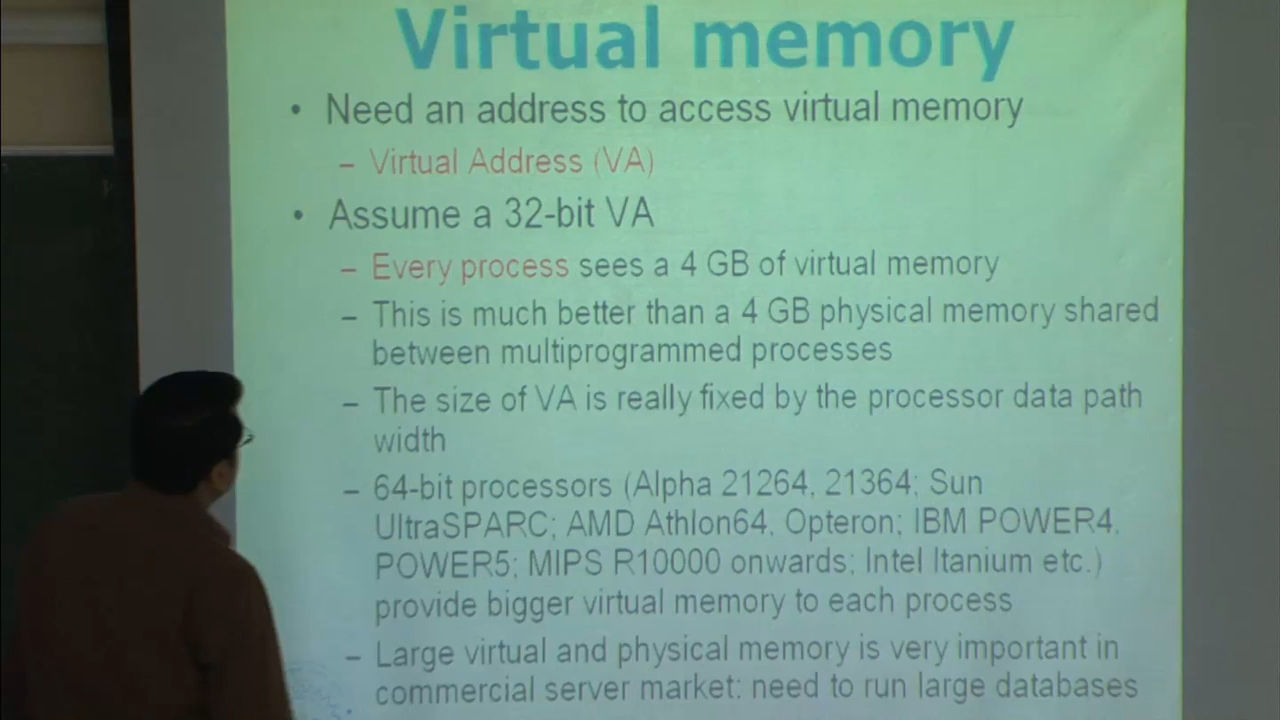 Virtual memory
• Need an address to access virtual memory
– Virtual Address (VA)
• Assume a 32-bit VA
– Every process sees a 4 GB of virtual memory
– This is much better than a 4 GB physical memory shared
between multiprogrammed processes
– The size of VA is really fixed by the processor data path
width
– 64-bit processors (Alpha 21264, 21364; Sun
UltraSPARC; AMD Athlon64, Opteron; IBM POWER4,
POWER5; MIPS R10000 onwards; Intel Itanium etc.)
provide bigger virtual memory to each process
– Large virtual and physical memory is very important in
commercial server market: need to run large databases